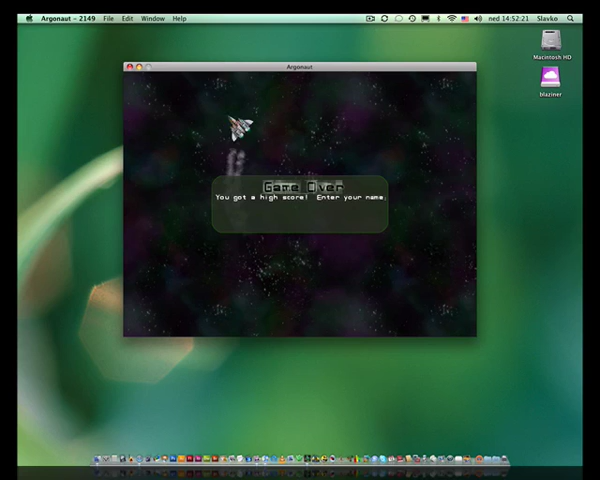 Argonaut - 2149 File Edit Window Help ned 14:52:21 Slavko
Macintosh HD
blaziner
Argonaut
Game Over
You got a high score! Enter your name.